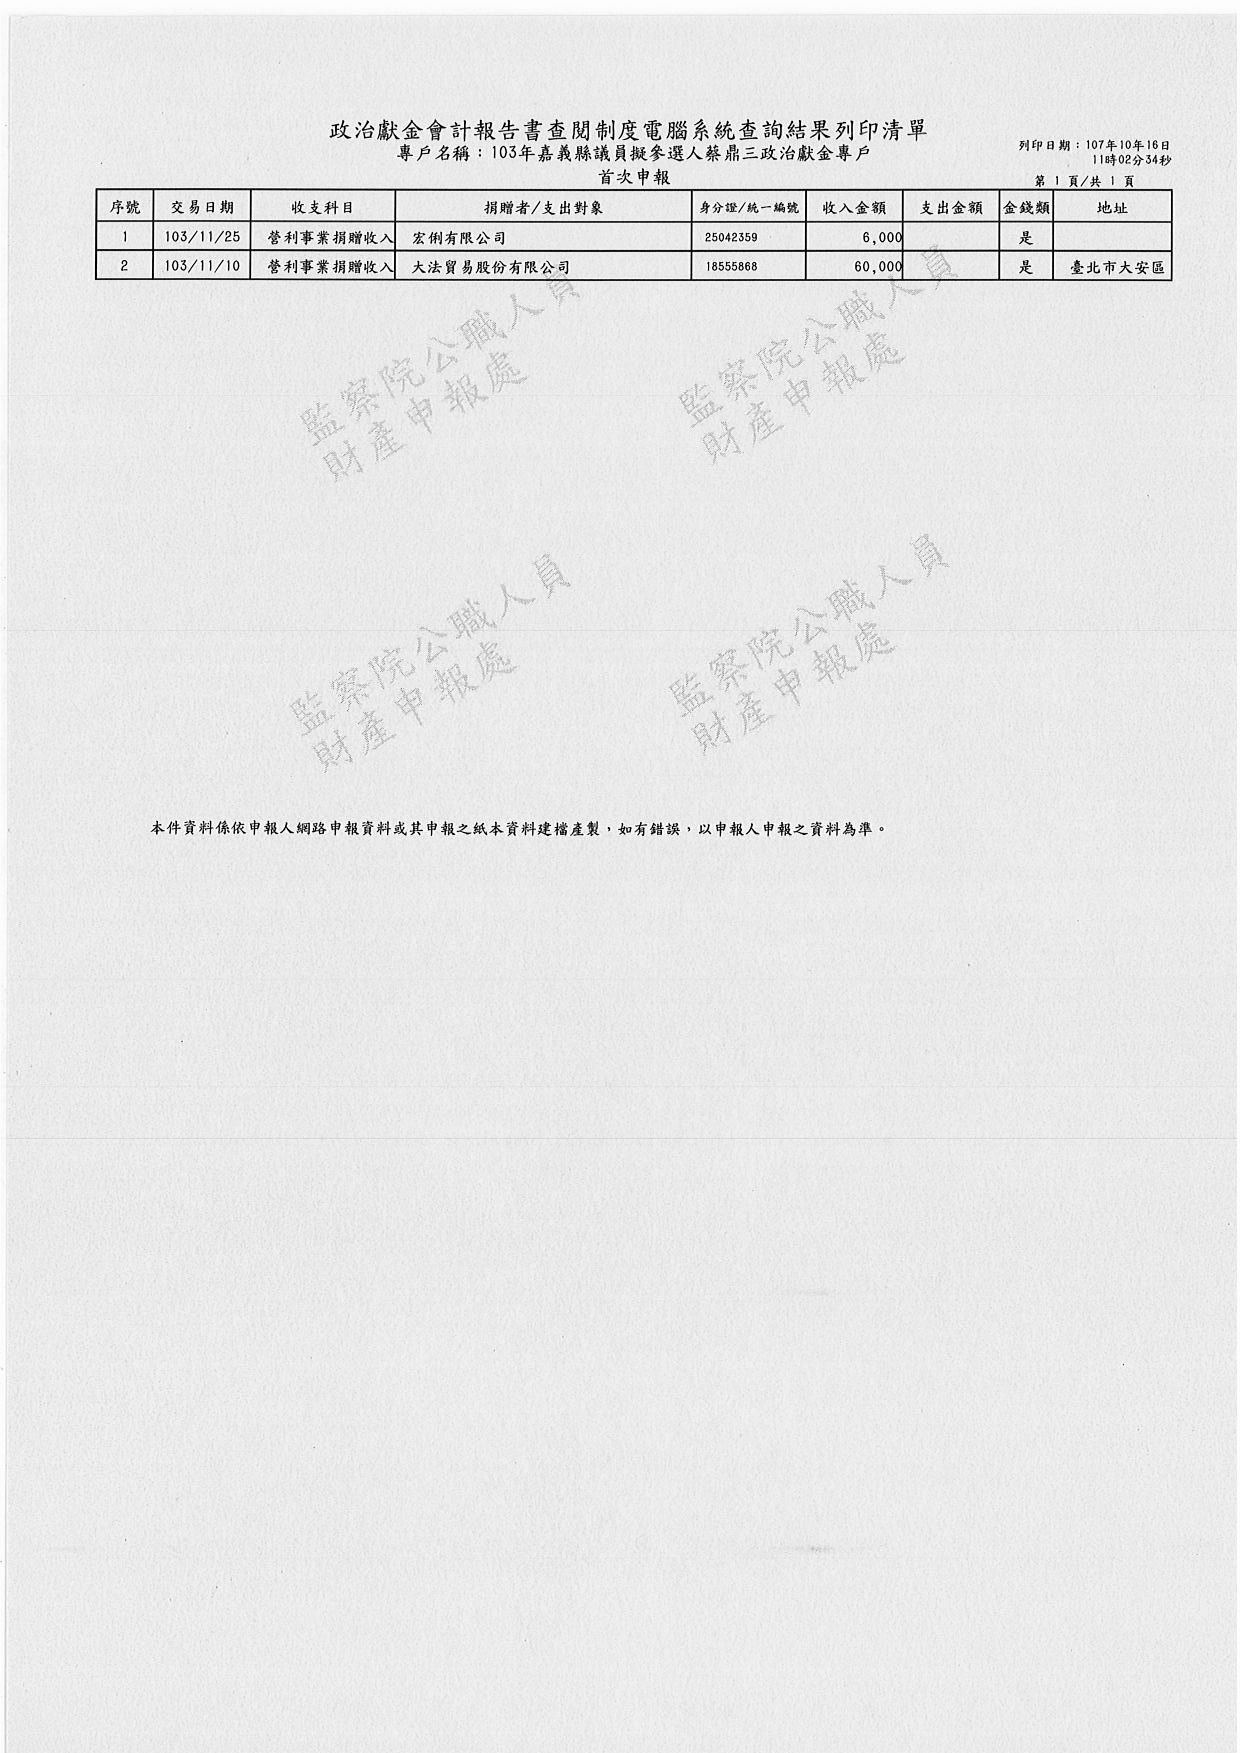 政治獻金會計報告書查閱制度電腦系統查詢結果列印清單
專戶名稱：103年嘉義縣議員擬參選人蔡鼎三政治獻金專戶
列印日期：107年10月16日
11時02分34秒
首次申報
第 1 頁/共 1 頁
序號 交易日期 收支科目 捐贈者/支出對象 身分證/統一編號 收入金額 支出金額 金錢類 地址
1 103/11/25 營利事業捐贈收入 宏俐有限公司 25042359 6,000 是
2 103/11/10 營利事業捐贈收入 大法貿易股份有限公司 18555868 60,000 是 臺北市大安區
監察院公職人員
財產申報處
監察院公職人員
財產申報處
監察院公職人員
財產申報處
監察院公職人員
財產申報處
本件資料係依申報人網路申報資料或其申報之紙本資料建檔產製，如有錯誤，以申報人申報之資料為準。